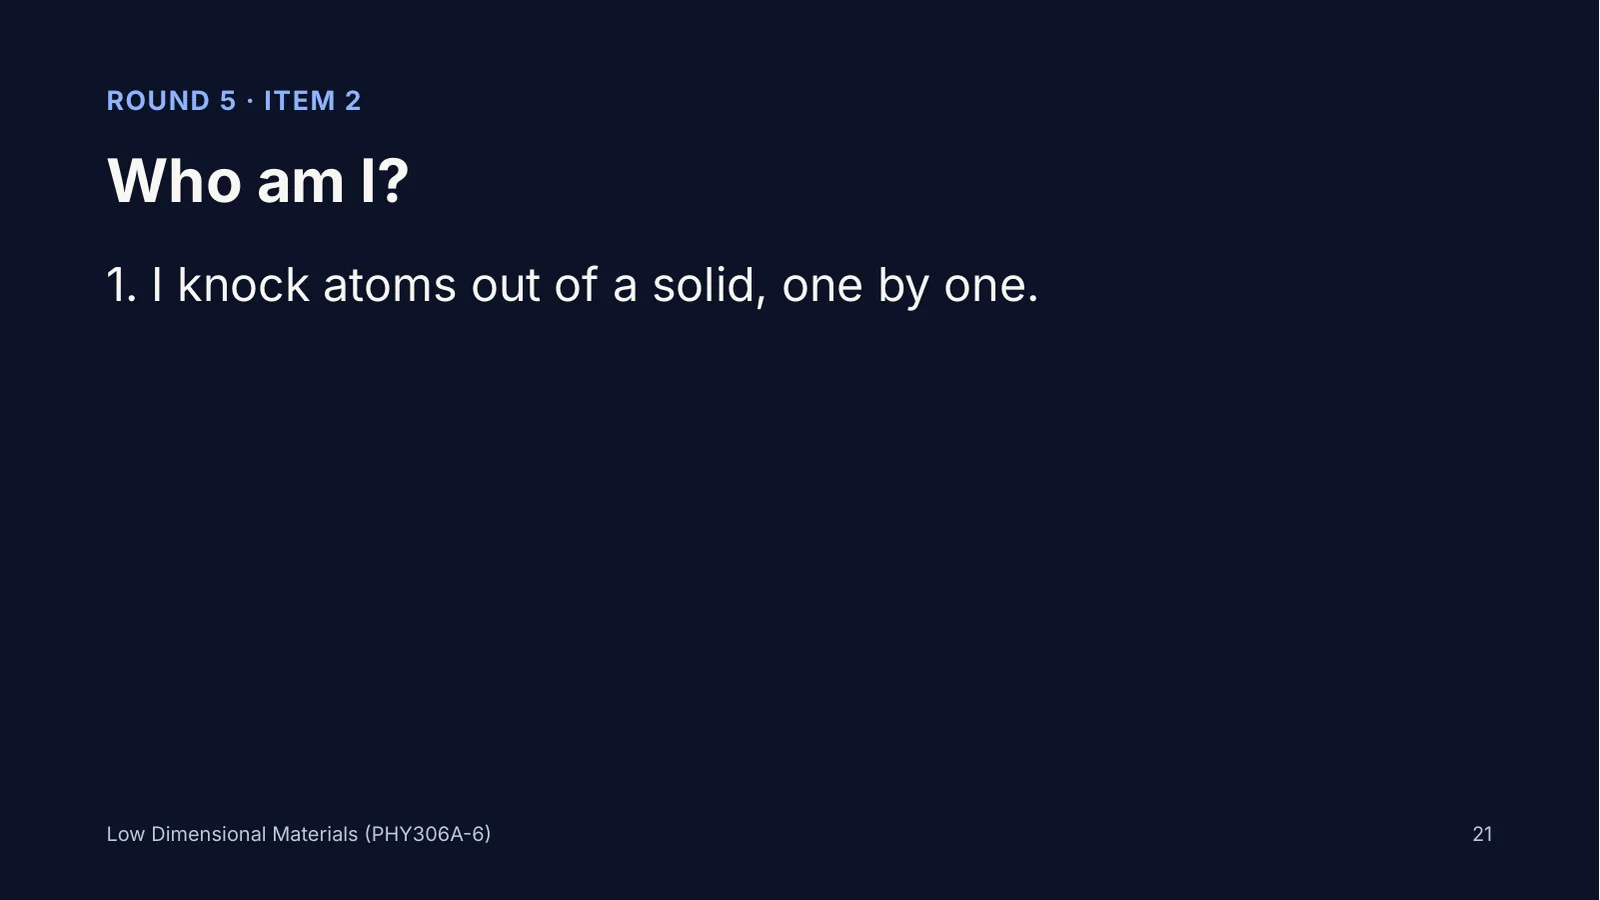 ROUND 5 · ITEM 2
Who am I?
1. I knock atoms out of a solid, one by one.
Low Dimensional Materials (PHY306A-6)
21